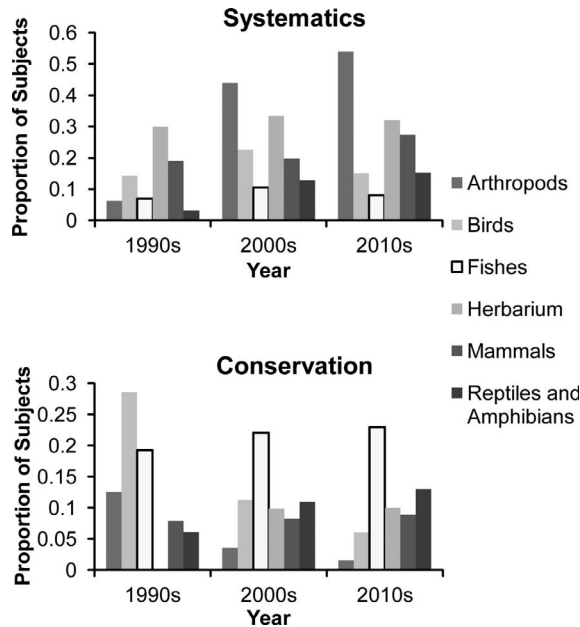 Systematics
Proportion of Subjects
0.6
0.5
0.4
0.3
0.2
0.1
0
1990s
2000s
2010s
Year
Arthropods
Birds
Fishes
Herbarium
Mammals
Reptiles and
Amphibians
Conservation
Proportion of Subjects
0.3
0.25
0.2
0.15
0.1
0.05
0
1990s
2000s
2010s
Year